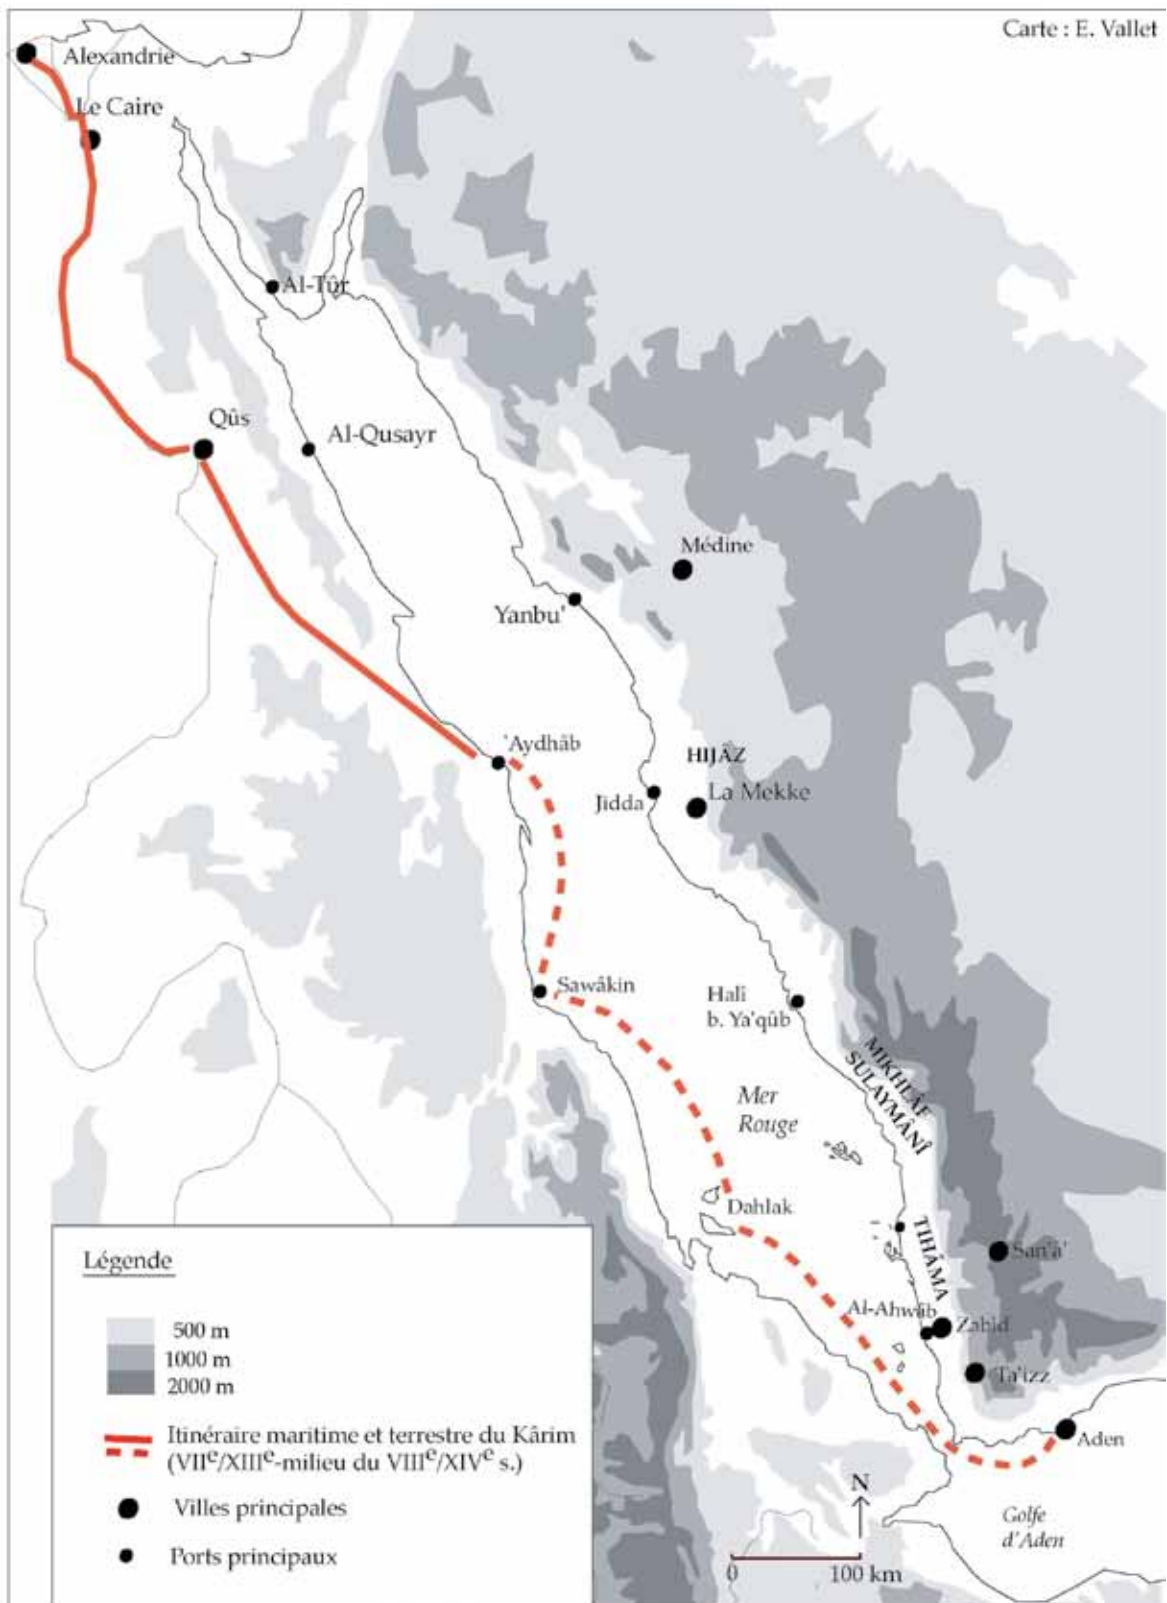 Carte : E. Vallet
Alexandrie
Le Caire
Al-Tûr
Qûs
Al-Qusayr
Médine
Yanbu'
'Aydhâb
HIJÂZ
La Mekke
Jidda
Sawâkin
Halî
b. Ya'qûb
MIKHLÂF
SULAYMÂNÎ
Mer
Rouge
Dahlak
TIHÂMA
San'â'
Al-Ahwâb
Zabîd
Ta'izz
Aden
Golfe
d'Aden
N
0 100 km
Légende
500 m
1000 m
2000 m
Itinéraire maritime et terrestre du Kârim
(VIIe/XIIIe-milieu du VIIIe/XIVe s.)
Villes principales
Ports principaux